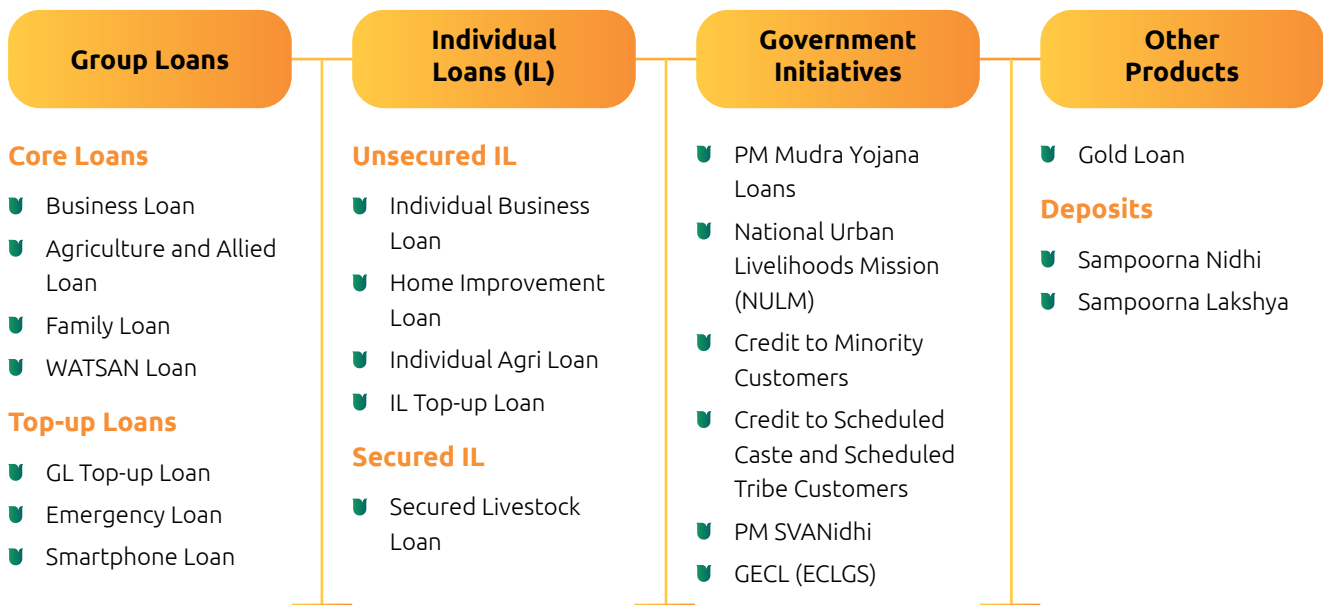 Group Loans
Core Loans
Business Loan
Agriculture and Allied
Loan
Family Loan
WATSAN Loan
Top-up Loans
GL Top-up Loan
Emergency Loan
Smartphone Loan
Individual
Loans (IL)
Unsecured IL
Individual Business
Loan
Home Improvement
Loan
Individual Agri Loan
IL Top-up Loan
Secured IL
Secured Livestock
Loan
Government
Initiatives
PM Mudra Yojana
Loans
National Urban
Livelihoods Mission
(NULM)
Credit to Minority
Customers
Credit to Scheduled
Caste and Scheduled
Tribe Customers
PM SVANidhi
GECL (ECLGS)
Other
Products
Gold Loan
Deposits
Sampoorna Nidhi
Sampoorna Lakshya